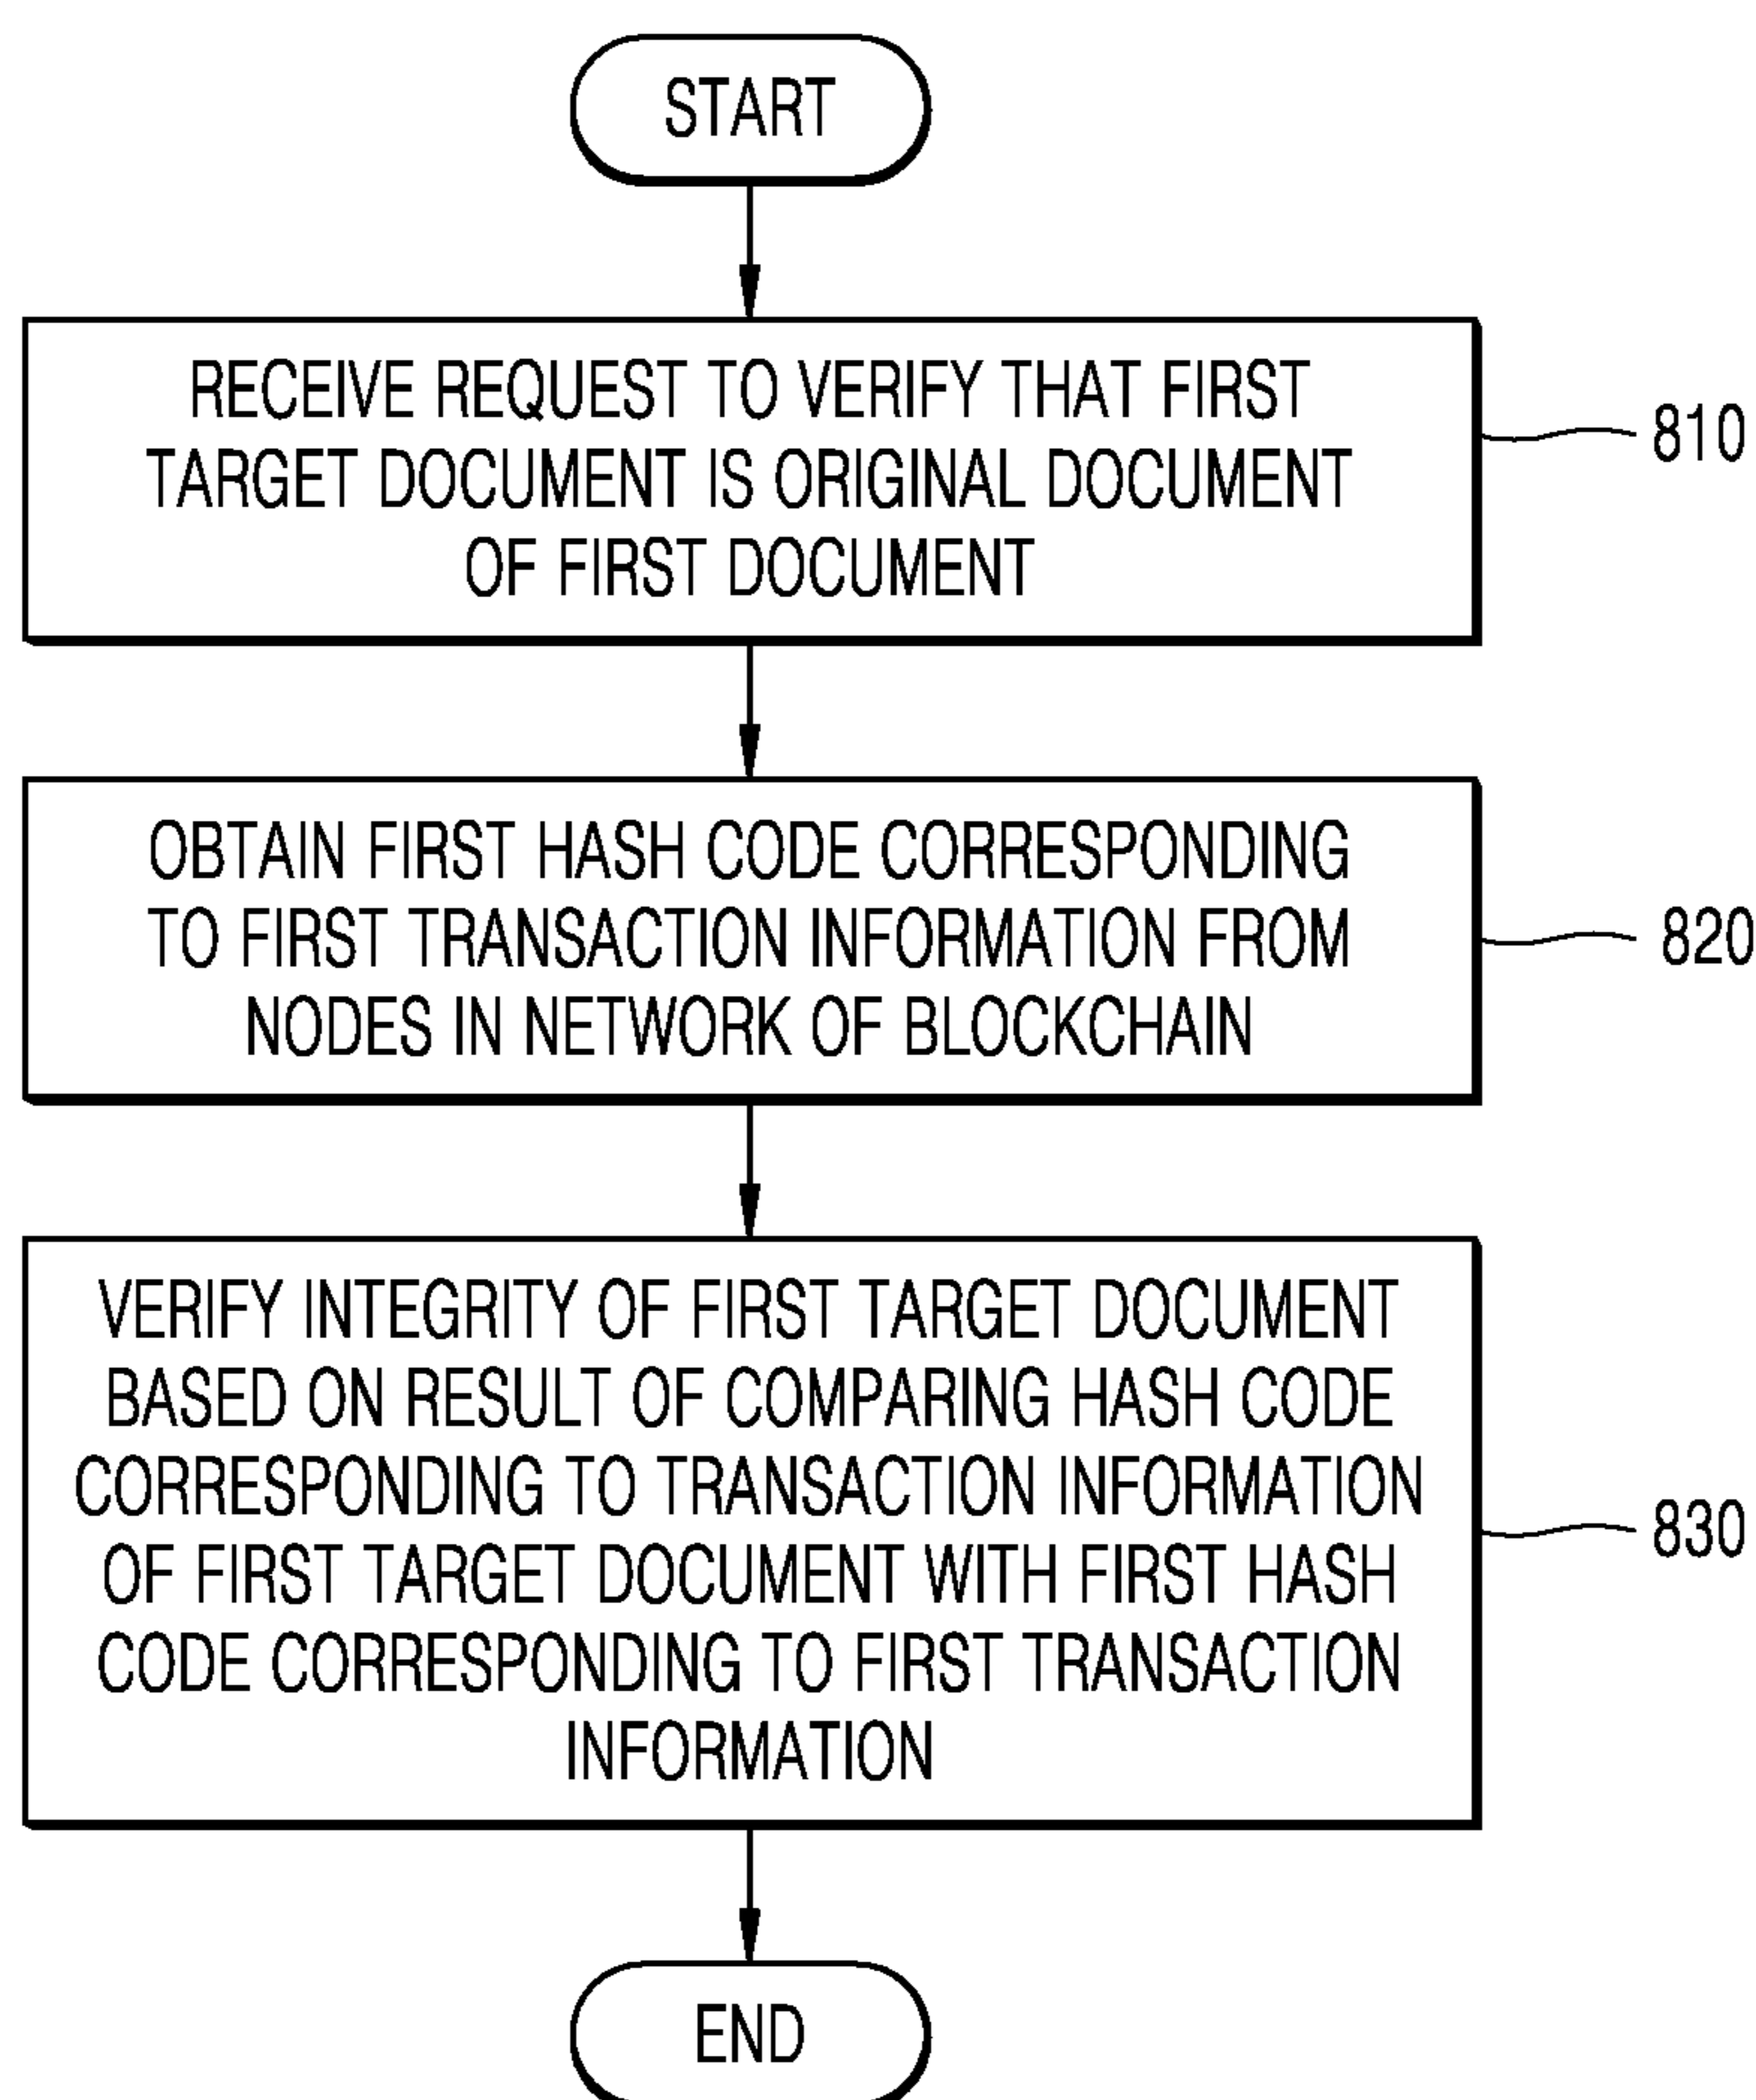 START
RECEIVE REQUEST TO VERIFY THAT FIRST
TARGET DOCUMENT IS ORIGINAL DOCUMENT
OF FIRST DOCUMENT
810
OBTAIN FIRST HASH CODE CORRESPONDING
TO FIRST TRANSACTION INFORMATION FROM
NODES IN NETWORK OF BLOCKCHAIN
820
VERIFY INTEGRITY OF FIRST TARGET DOCUMENT
BASED ON RESULT OF COMPARING HASH CODE
CORRESPONDING TO TRANSACTION INFORMATION
OF FIRST TARGET DOCUMENT WITH FIRST HASH
CODE CORRESPONDING TO FIRST TRANSACTION
INFORMATION
830
END